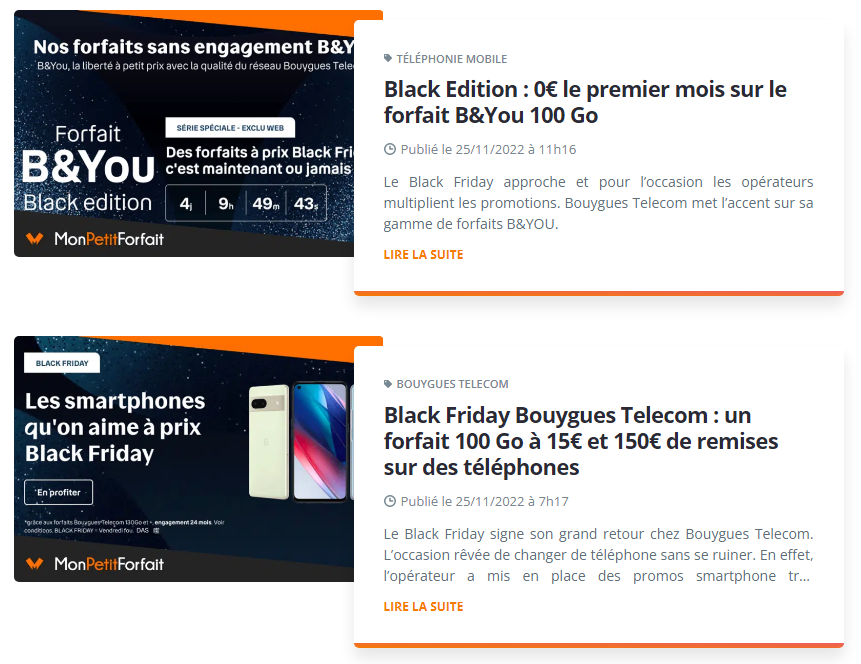 Nos forfaits sans engagement B&Y
B&You, la liberté à petit prix avec la qualité du réseau Bouygues Tele
Forfait
B&You
Black edition
SÉRIE SPÉCIALE - EXCLU WEB
Des forfaits à prix Black Fri
c'est maintenant ou jamais
4j 9h 49m 43s
MonPetitForfait
TÉLÉPHONIE MOBILE
Black Edition : 0€ le premier mois sur le
forfait B&You 100 Go
Publié le 25/11/2022 à 11h16
Le Black Friday approche et pour l’occasion les opérateurs
multiplient les promotions. Bouygues Telecom met l’accent sur sa
gamme de forfaits B&YOU.
LIRE LA SUITE
BLACK FRIDAY
Les smartphones
qu'on aime à prix
Black Friday
En profiter
*grâce aux forfaits Bouygues Telecom 130Go et +, engagement 24 mois. Voir
conditions. BLACK FRIDAY = Vendredi fou. DAS
MonPetitForfait
BOUYGUES TELECOM
Black Friday Bouygues Telecom : un
forfait 100 Go à 15€ et 150€ de remises
sur des téléphones
Publié le 25/11/2022 à 7h17
Le Black Friday signe son grand retour chez Bouygues Telecom.
L’occasion rêvée de changer de téléphone sans se ruiner. En effet,
l’opérateur a mis en place des promos smartphone tr...
LIRE LA SUITE